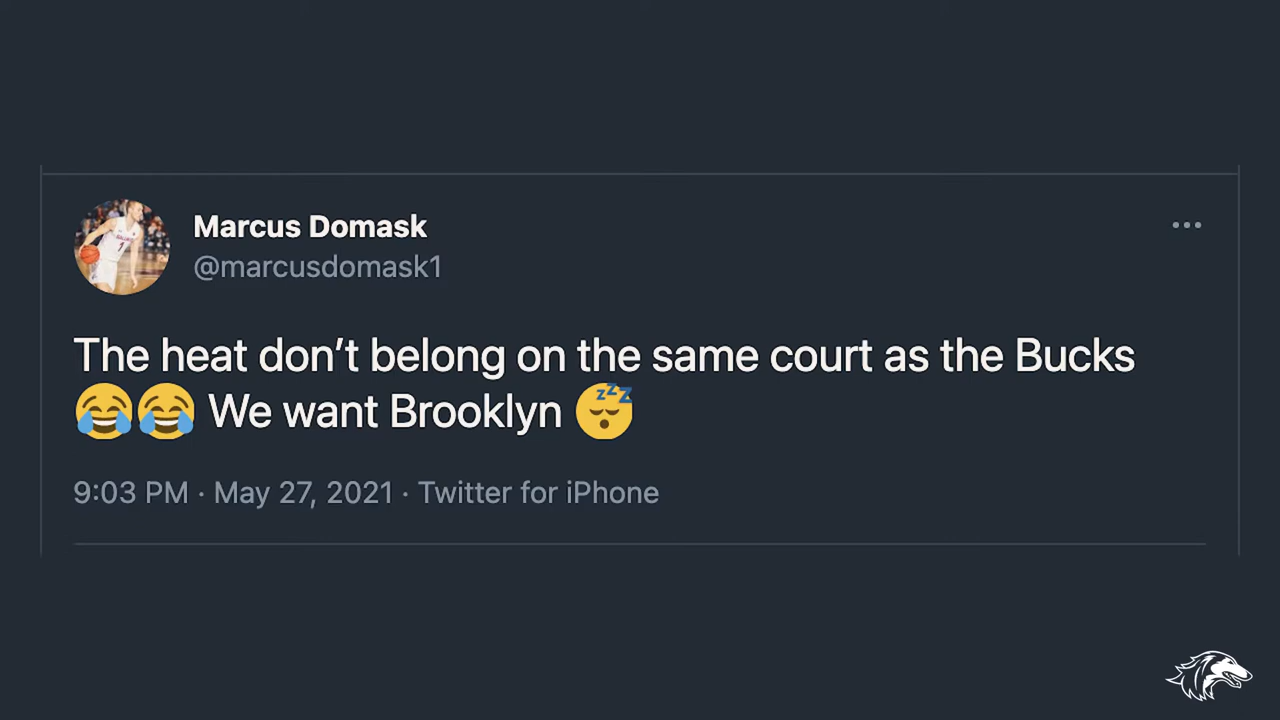 Marcus Domask
@marcusdomask1
The heat don’t belong on the same court as the Bucks
😂😂 We want Brooklyn 😴
9:03 PM · May 27, 2021 · Twitter for iPhone